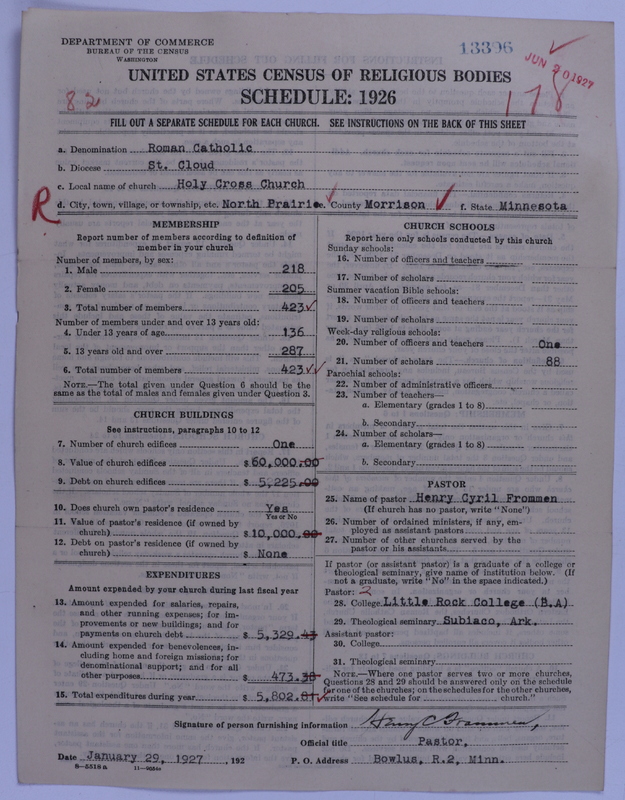 DEPARTMENT OF COMMERCE
BUREAU OF THE CENSUS
WASHINGTON
13396
JUN 20 1927
UNITED STATES CENSUS OF RELIGIOUS BODIES
SCHEDULE: 1926
82
178
FILL OUT A SEPARATE SCHEDULE FOR EACH CHURCH. SEE INSTRUCTIONS ON THE BACK OF THIS SHEET
a. Denomination Roman Catholic
b. Diocese St. Cloud
c. Local name of church Holy Cross Church
R
d. City, town, village, or township, etc. North Prairie e. County Morrison f. State Minnesota
MEMBERSHIP
Report number of members according to definition of
member in your church
Number of members, by sex:
1. Male 218
2. Female 205
3. Total number of members 423
Number of members under and over 13 years old:
4. Under 13 years of age 136
5. 13 years old and over 287
6. Total number of members 423
NOTE.—The total given under Question 6 should be the
same as the total of males and females given under Question 3.
CHURCH BUILDINGS
See instructions, paragraphs 10 to 12
7. Number of church edifices One
8. Value of church edifices $60,000.00
9. Debt on church edifices $5,225.00
10. Does church own pastor's residence Yes
Yes or No
11. Value of pastor's residence (if owned by
church) $10,000.00
12. Debt on pastor's residence (if owned by
church) $ None
EXPENDITURES
Amount expended by your church during last fiscal year
13. Amount expended for salaries, repairs,
and other running expenses; for im-
provements or new buildings; and for
payments on church debt $ 5,329.43
14. Amount expended for benevolences, in-
cluding home and foreign missions; for
denominational support; and for all
other purposes $ 473.38
15. Total expenditures during year $ 5,802.81
CHURCH SCHOOLS
Report here only schools conducted by this church
Sunday schools:
16. Number of officers and teachers
17. Number of scholars
Summer vacation Bible schools:
18. Number of officers and teachers
19. Number of scholars
Week-day religious schools:
20. Number of officers and teachers One
21. Number of scholars 88
Parochial schools:
22. Number of administrative officers
23. Number of teachers—
a. Elementary (grades 1 to 8)
b. Secondary
24. Number of scholars—
a. Elementary (grades 1 to 8)
b. Secondary
PASTOR
25. Name of pastor Henry Cyril Frommen
(If church has no pastor, write "None")
26. Number of ordained ministers, if any, em-
ployed as assistant pastors
27. Number of other churches served by the
pastor or his assistants
If pastor (or assistant pastor) is a graduate of a college or
theological seminary, give name of institution below. (If
not a graduate, write "No" in the space indicated.)
Pastor: 2
28. College Little Rock College (B.A)
29. Theological seminary Subiaco, Ark.
Assistant pastor:
30. College
31. Theological seminary
NOTE.—Where one pastor serves two or more churches,
Questions 28 and 29 should be answered only on the schedule
for one of the churches; on the schedules for the other churches,
write "See schedule for church."
Signature of person furnishing information Henry C Frommen,
Official title Pastor,
Date January 29, 1927, 192 P. O. Address Bowlus, R.2, Minn.